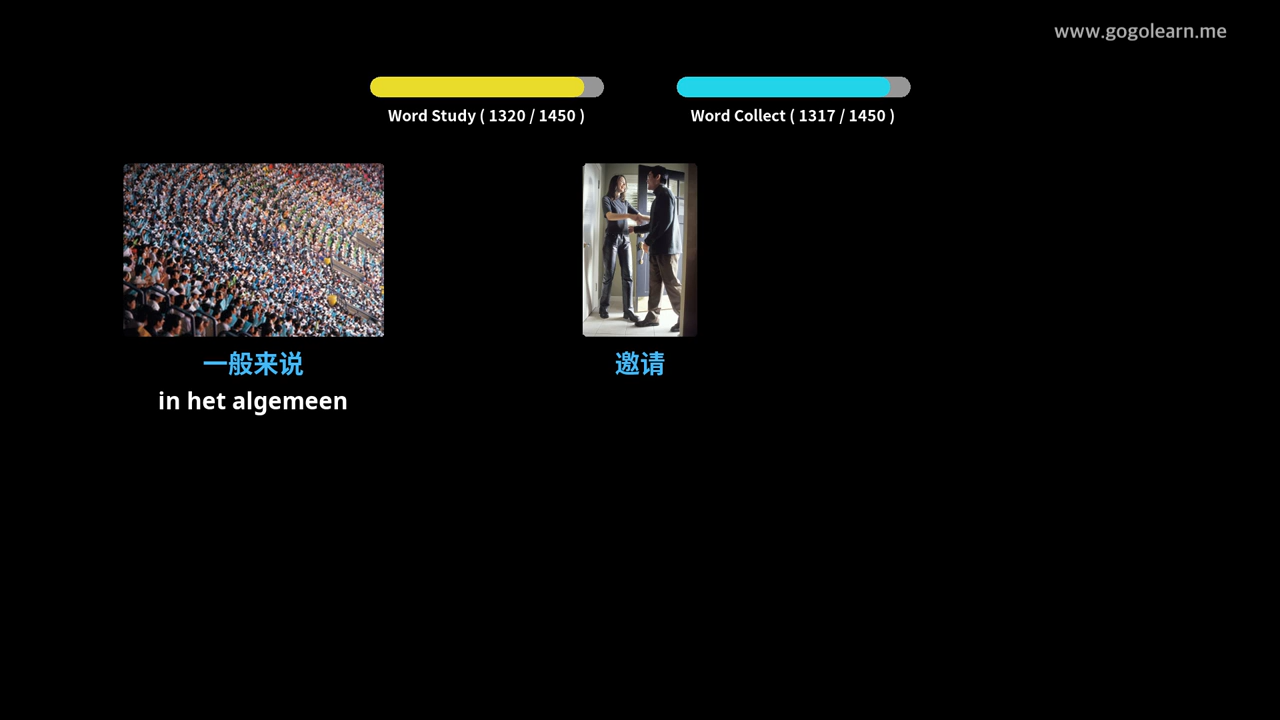 www.gogolearn.me
Word Study ( 1320 / 1450 )
Word Collect ( 1317 / 1450 )
一般来说
in het algemeen
邀请